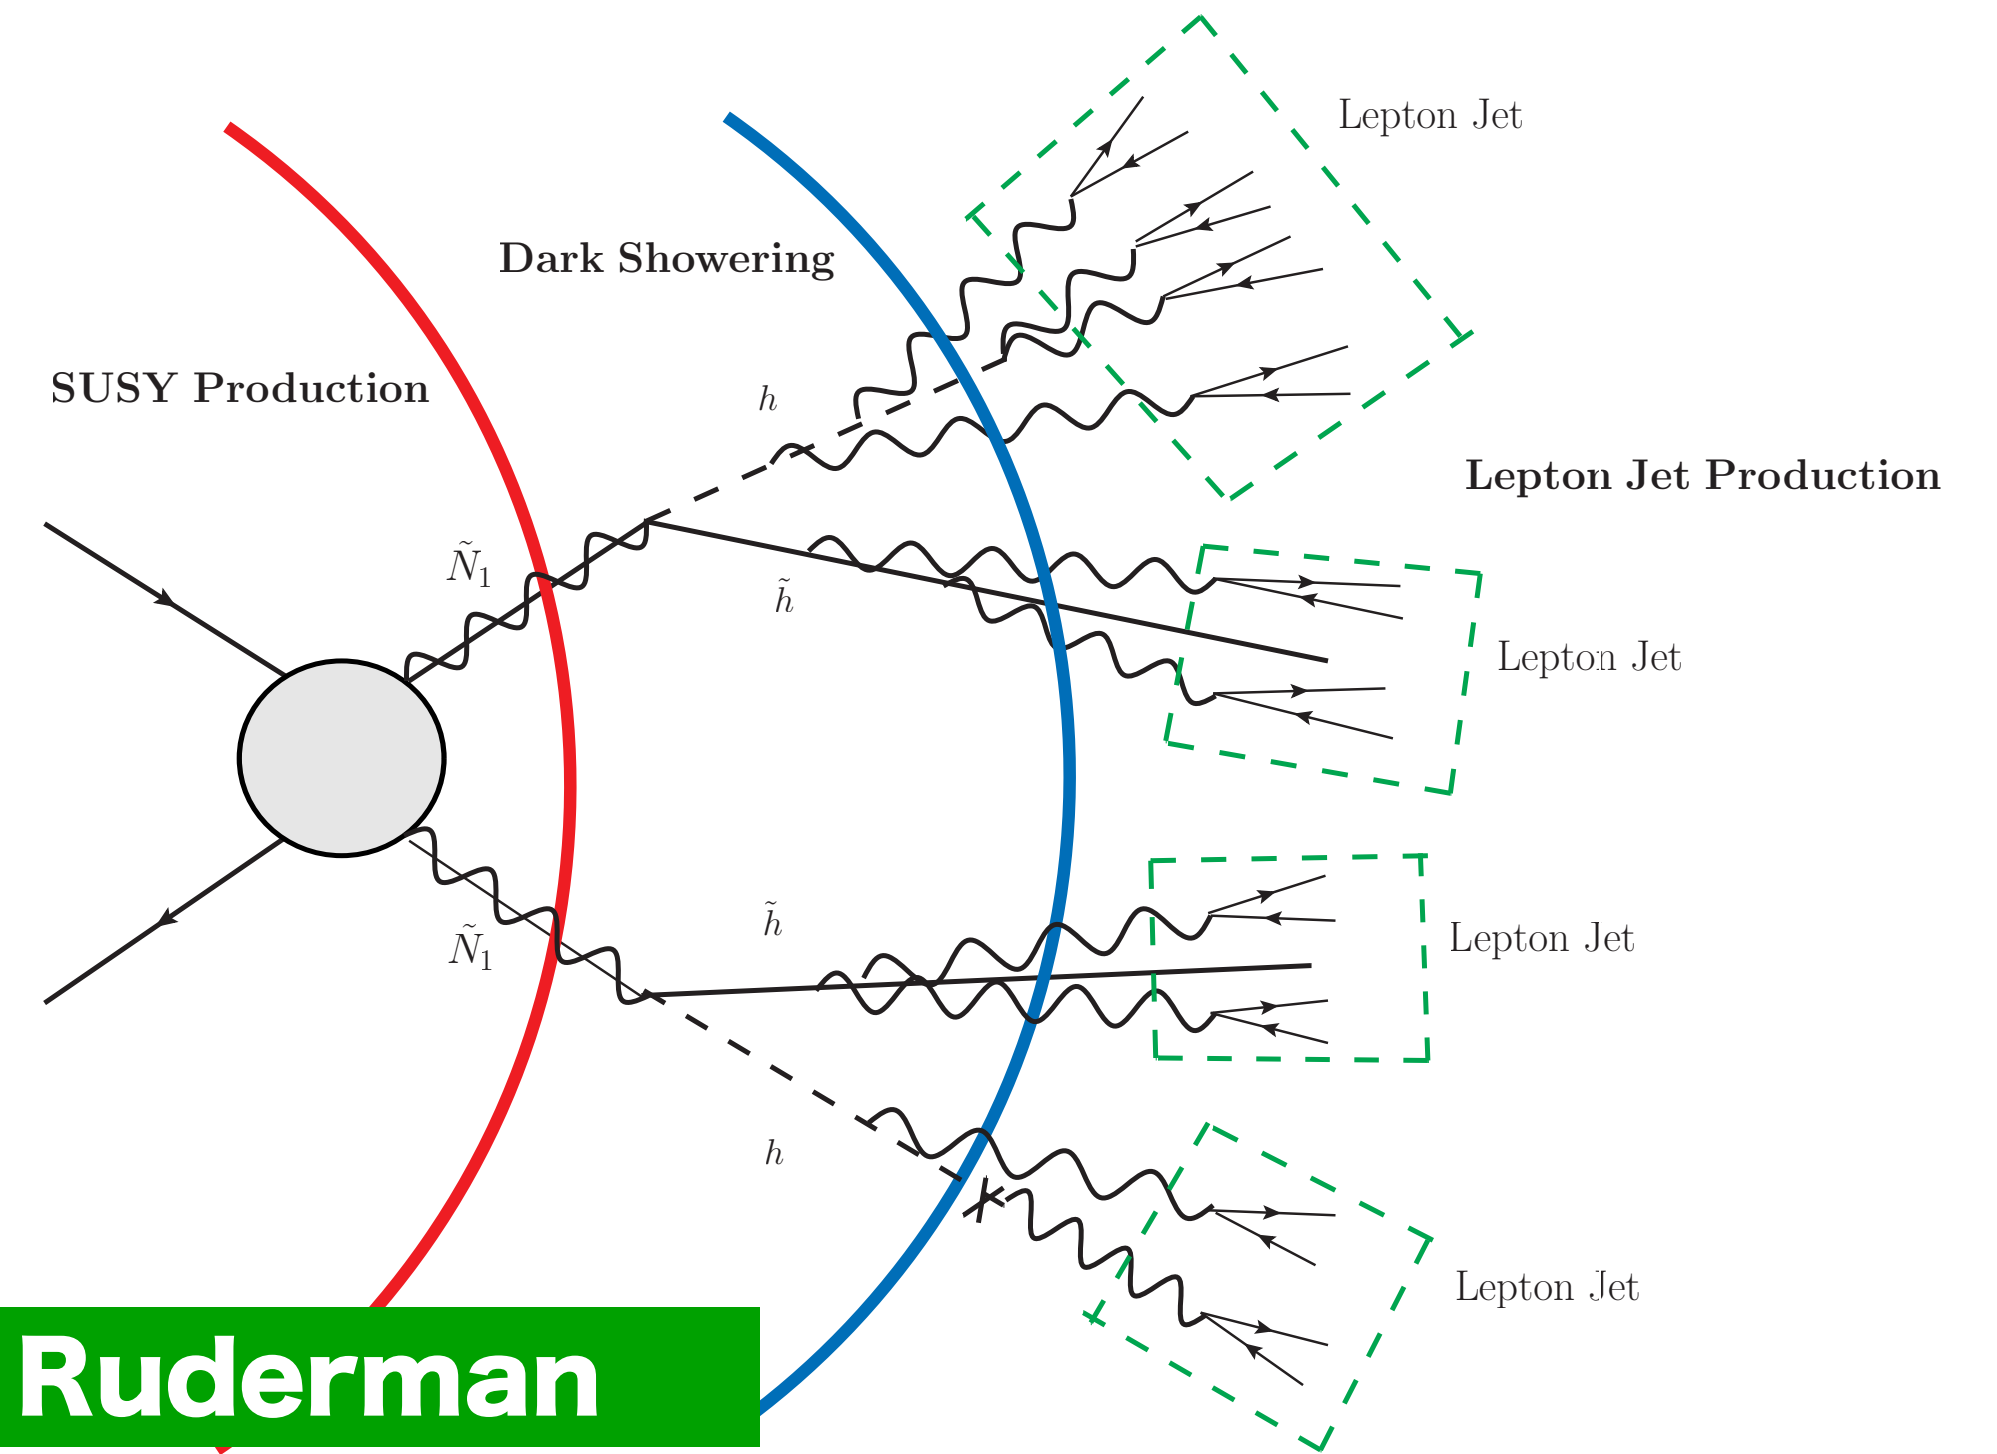 Lepton Jet
Dark Showering
SUSY Production
h
Lepton Jet Production
Ñ₁
h̃
Lepton Jet
h̃
Ñ₁
Lepton Jet
h
Lepton Jet
Ruderman